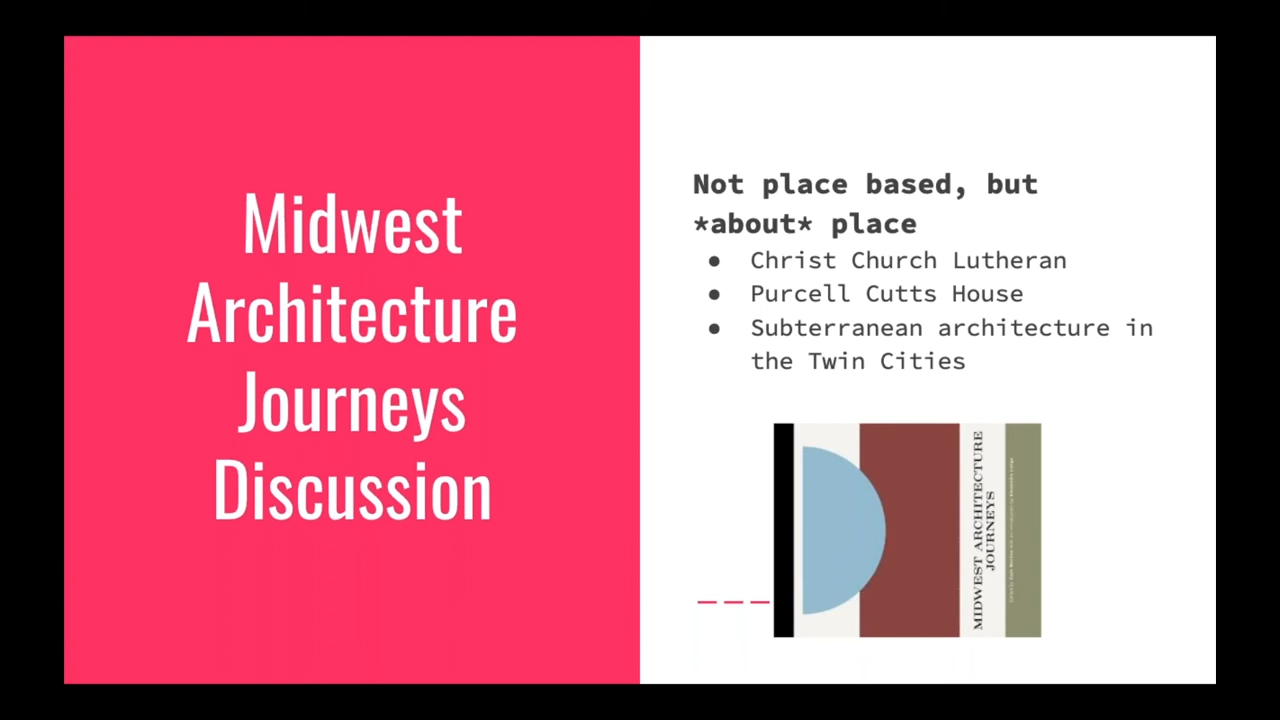 Midwest
Architecture
Journeys
Discussion
Not place based, but
*about* place
● Christ Church Lutheran
● Purcell Cutts House
● Subterranean architecture in
the Twin Cities
MIDWEST ARCHITECTURE
JOURNEYS